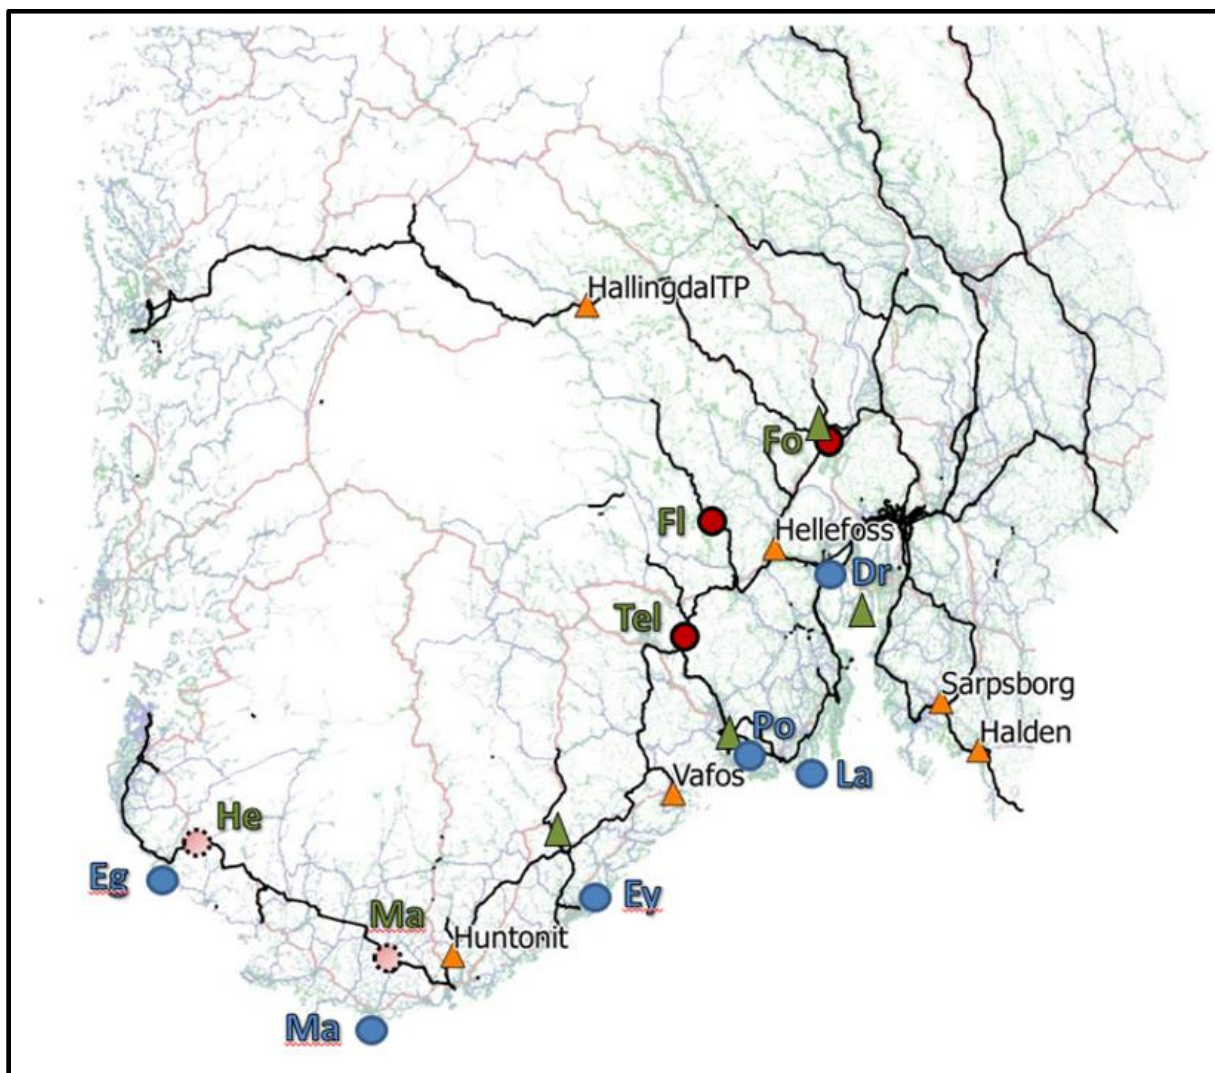 HallingdalTP
Fo
Fl
Hellefoss
Dr
Tel
Sarpsborg
Po
Halden
Vafos
La
He
Eg
Ev
Ma
Huntonit
Ma